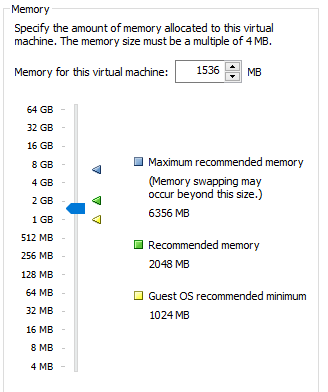 Memory
Specify the amount of memory allocated to this virtual
machine. The memory size must be a multiple of 4 MB.
Memory for this virtual machine: 1536 MB
64 GB
32 GB
16 GB
8 GB
4 GB
2 GB
1 GB
512 MB
256 MB
128 MB
64 MB
32 MB
16 MB
8 MB
4 MB
Maximum recommended memory
(Memory swapping may
occur beyond this size.)
6356 MB
Recommended memory
2048 MB
Guest OS recommended minimum
1024 MB